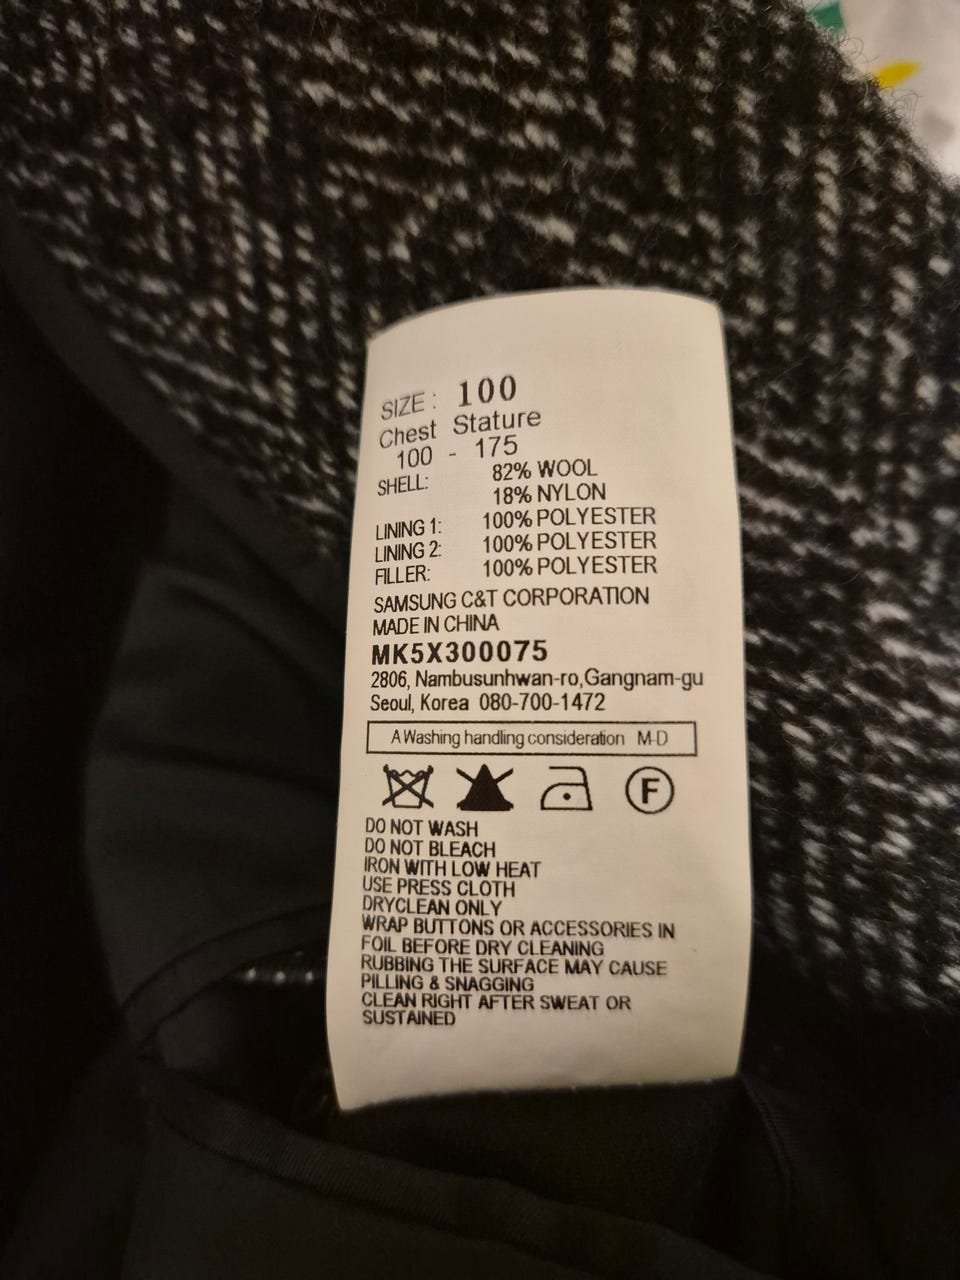 SIZE : 100
Chest Stature
100 - 175
SHELL: 82% WOOL
18% NYLON
LINING 1: 100% POLYESTER
LINING 2: 100% POLYESTER
FILLER: 100% POLYESTER
SAMSUNG C&T CORPORATION
MADE IN CHINA
MK5X300075
2806, Nambusunhwan-ro,Gangnam-gu
Seoul, Korea 080-700-1472
A Washing handling consideration M-D
F
DO NOT WASH
DO NOT BLEACH
IRON WITH LOW HEAT
USE PRESS CLOTH
DRYCLEAN ONLY
WRAP BUTTONS OR ACCESSORIES IN
FOIL BEFORE DRY CLEANING
RUBBING THE SURFACE MAY CAUSE
PILLING & SNAGGING
CLEAN RIGHT AFTER SWEAT OR
SUSTAINED